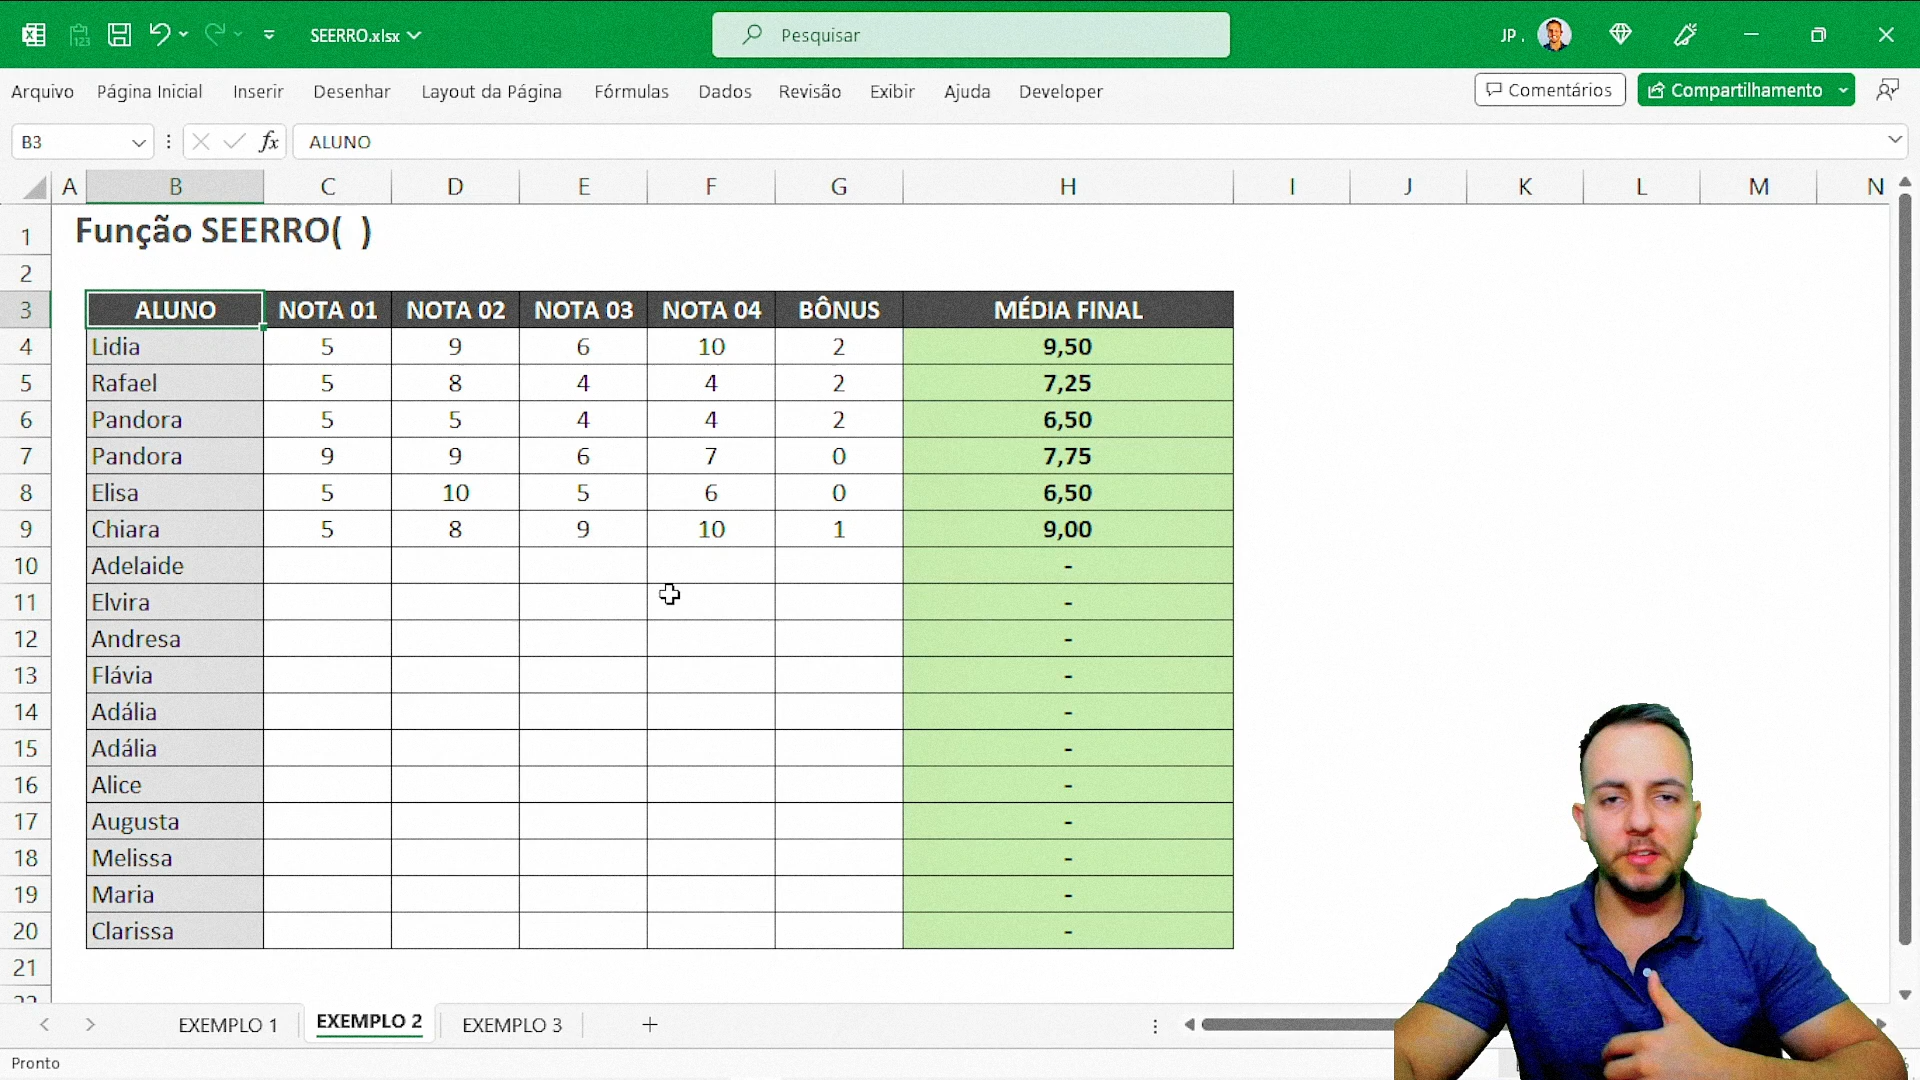 SEERRO.xlsx
Pesquisar
JP .
Arquivo Página Inicial Inserir Desenhar Layout da Página Fórmulas Dados Revisão Exibir Ajuda Developer
Comentários
Compartilhamento
B3
fx
ALUNO
A B C D E F G H I J K L M N
1 Função SEERRO( )
2
3 ALUNO NOTA 01 NOTA 02 NOTA 03 NOTA 04 BÔNUS MÉDIA FINAL
4 Lidia 5 9 6 10 2 9,50
5 Rafael 5 8 4 4 2 7,25
6 Pandora 5 5 4 4 2 6,50
7 Pandora 9 9 6 7 0 7,75
8 Elisa 5 10 5 6 0 6,50
9 Chiara 5 8 9 10 1 9,00
10 Adelaide -
11 Elvira -
12 Andresa -
13 Flávia -
14 Adália -
15 Adália -
16 Alice -
17 Augusta -
18 Melissa -
19 Maria -
20 Clarissa -
21
EXEMPLO 1 EXEMPLO 2 EXEMPLO 3
Pronto